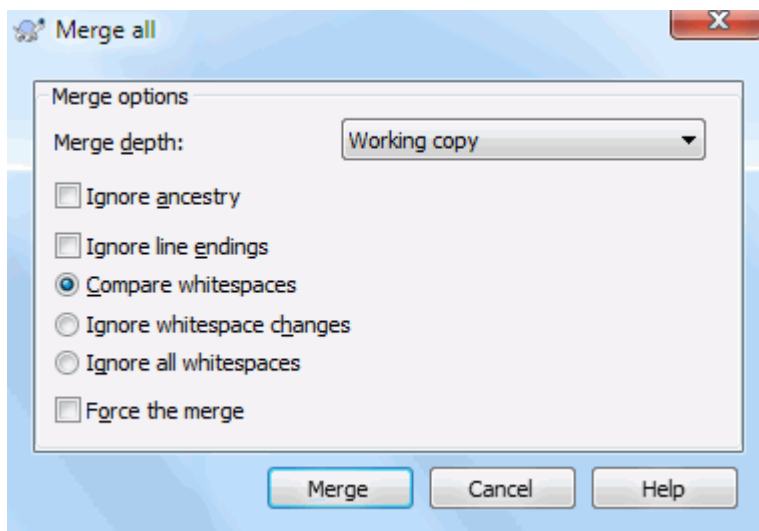 Merge all
Merge options
Merge depth: Working copy
Ignore ancestry
Ignore line endings
Compare whitespaces
Ignore whitespace changes
Ignore all whitespaces
Force the merge
Merge Cancel Help